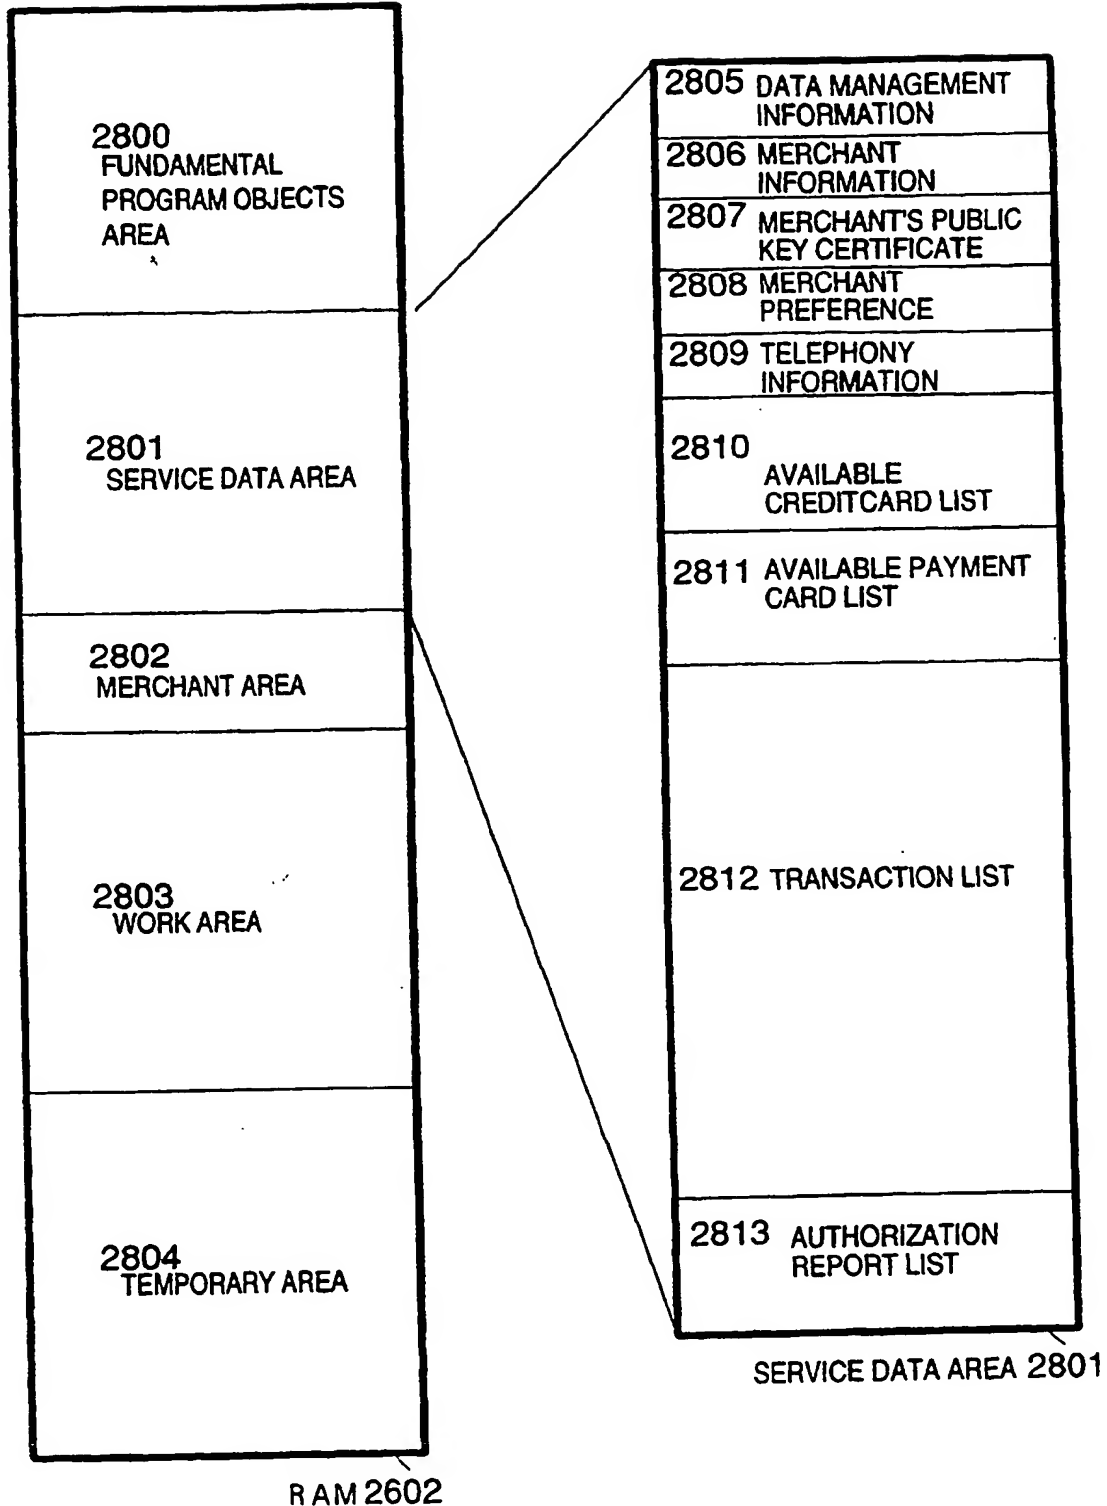 2800
FUNDAMENTAL
PROGRAM OBJECTS
AREA
2801
SERVICE DATA AREA
2802
MERCHANT AREA
2803
WORK AREA
2804
TEMPORARY AREA
RAM 2602
2805 DATA MANAGEMENT
INFORMATION
2806 MERCHANT
INFORMATION
2807 MERCHANT'S PUBLIC
KEY CERTIFICATE
2808 MERCHANT
PREFERENCE
2809 TELEPHONY
INFORMATION
2810
AVAILABLE
CREDITCARD LIST
2811 AVAILABLE PAYMENT
CARD LIST
2812 TRANSACTION LIST
2813 AUTHORIZATION
REPORT LIST
SERVICE DATA AREA 2801